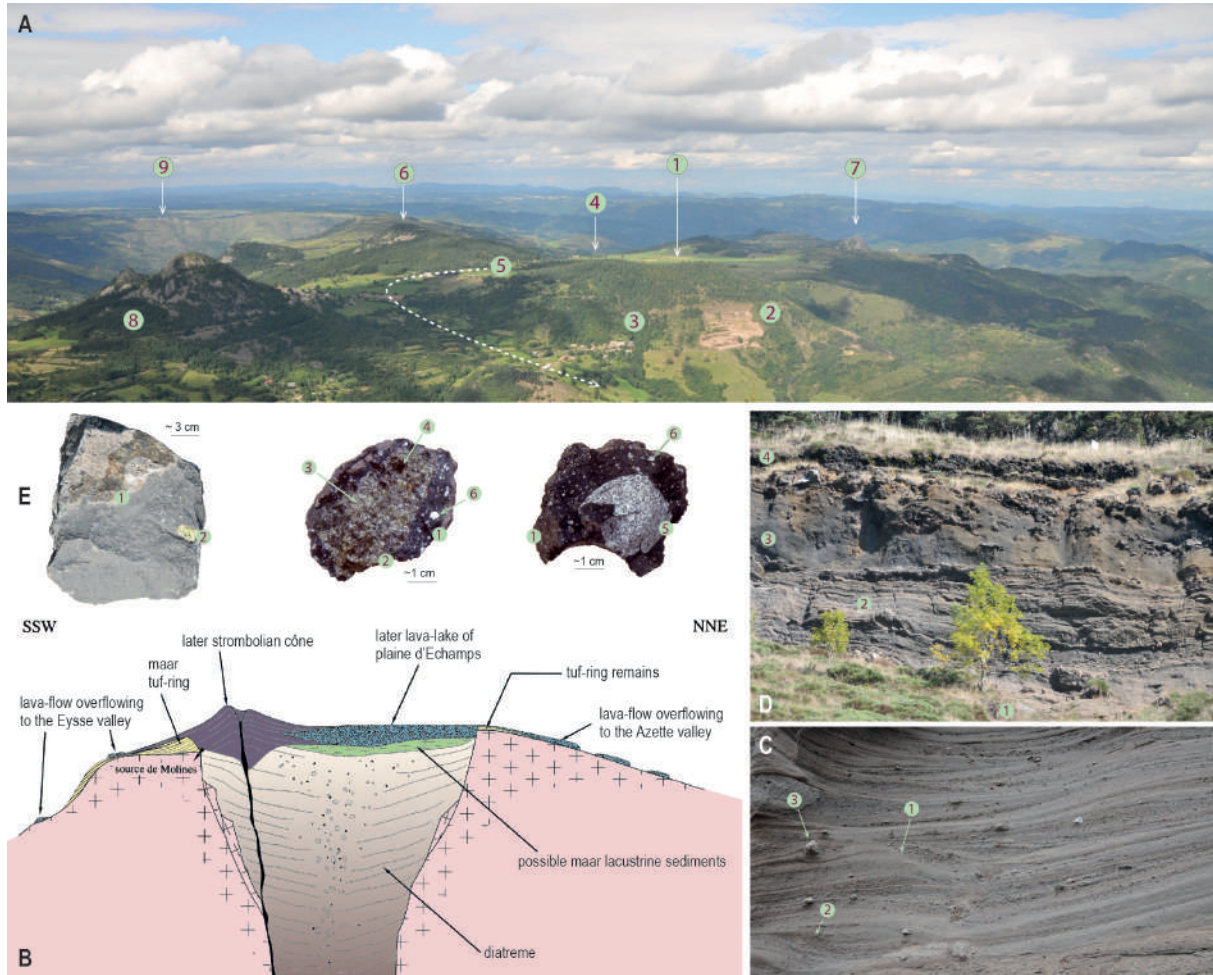 A
9
6
1
7
4
5
8
3
2
E
~ 3 cm
1
2
4
3
6
1
2
~1 cm
6
1
5
~1 cm
4
3
2
1
D
SSW
NNE
later strombolian cône
later lava-lake of
plaine d'Echamps
maar
tuf-ring
tuf-ring remains
lava-flow overflowing
to the Eysse valley
lava-flow overflowing
to the Azette valley
source de Molines
possible maar lacustrine sediments
diatreme
B
C
3
1
2